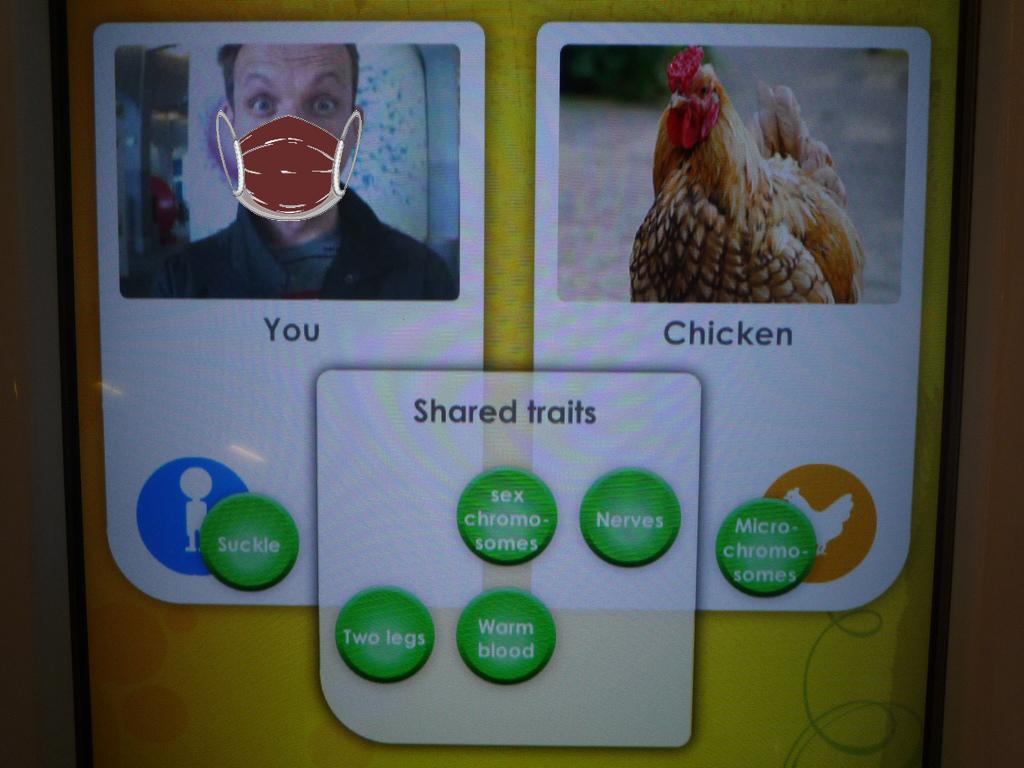 You
Chicken
Shared traits
sex
chromo-
somes
Nerves
Micro-
chromo-
somes
Suckle
Two legs
Warm
blood